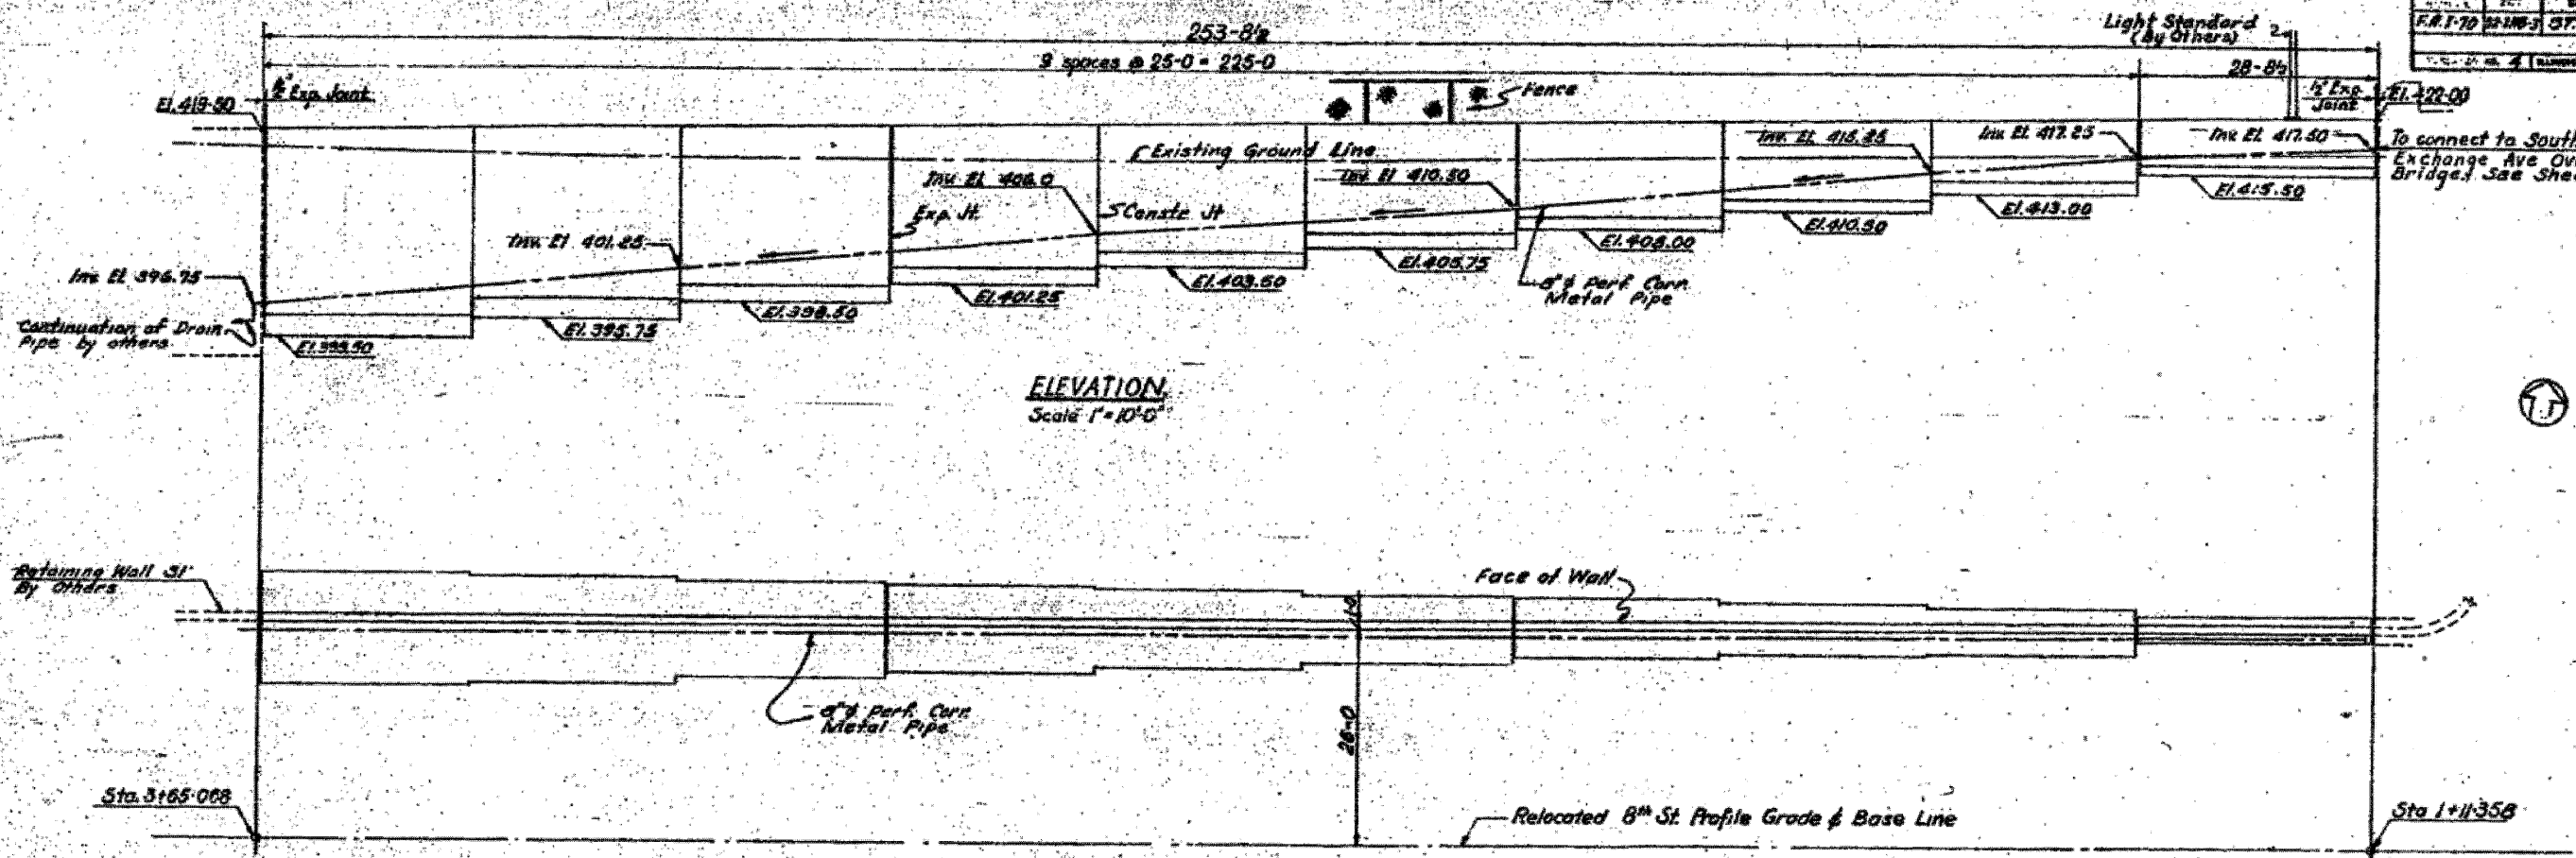 253-8½
9 spaces @ 25-0 = 225-0
Light Standard
(By Others)
2
28-8½
F.A.I-70
4
½" Exp. Joint
El. 419.50
Fence
½" Exp.
Joint
El. 422.00
Existing Ground Line
Inv. El. 415.25
Inv. El. 417.25
Inv. El. 417.50
To connect to South
Exchange Ave Ov
Bridge. See Shee
Inv. El. 406.0
Inv. El. 410.50
El. 415.50
Exp. Jt.
Constr. Jt
El. 413.00
Inv. El. 401.25
El. 410.50
El. 408.00
El. 405.75
Inv. El. 396.75
El. 403.50
8"φ Perf. Corr.
Metal Pipe
El. 401.25
El. 398.50
Continuation of Drain
Pipe by others
El. 395.75
ELEVATION
Scale 1"=10'-0"
Retaining Wall
By Others
Face of Wall
26-0
8"φ Perf. Corr.
Metal Pipe
Sta. 3+65.068
Relocated 8th St. Profile Grade & Base Line
Sta 1+11.358